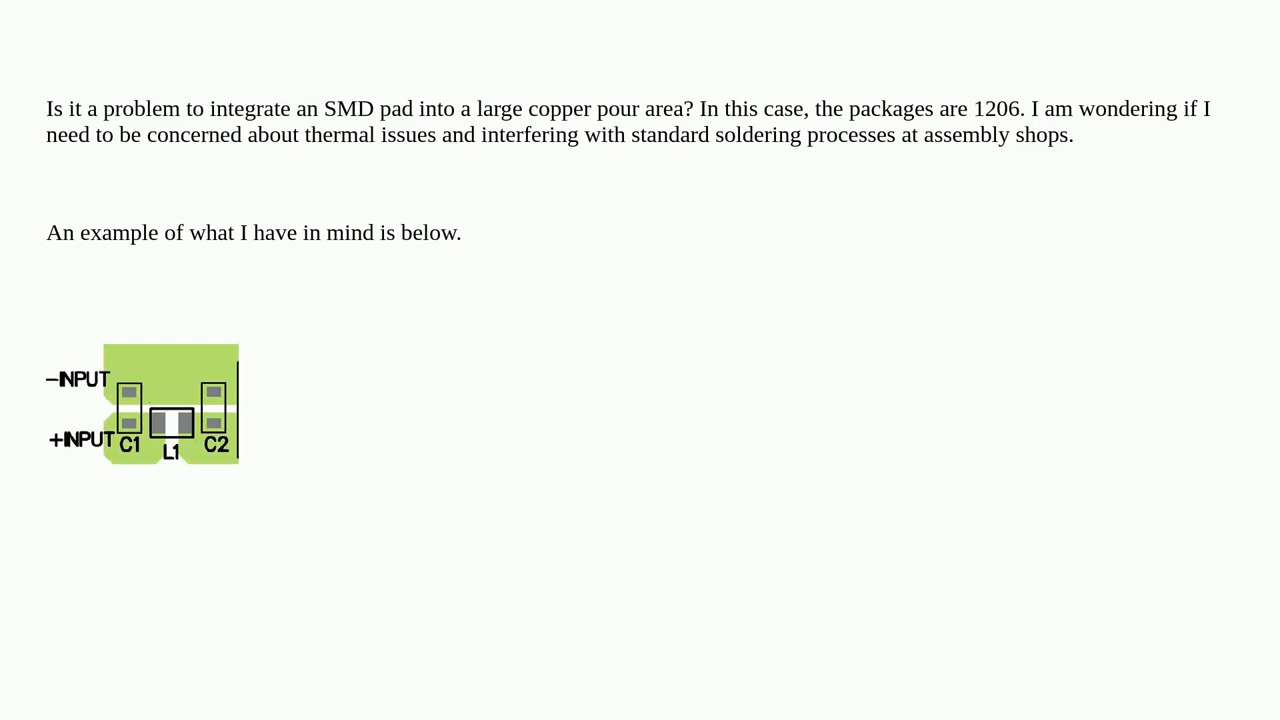 Is it a problem to integrate an SMD pad into a large copper pour area? In this case, the packages are 1206. I am wondering if I
need to be concerned about thermal issues and interfering with standard soldering processes at assembly shops.
An example of what I have in mind is below.
−INPUT
+INPUT C1 L1 C2